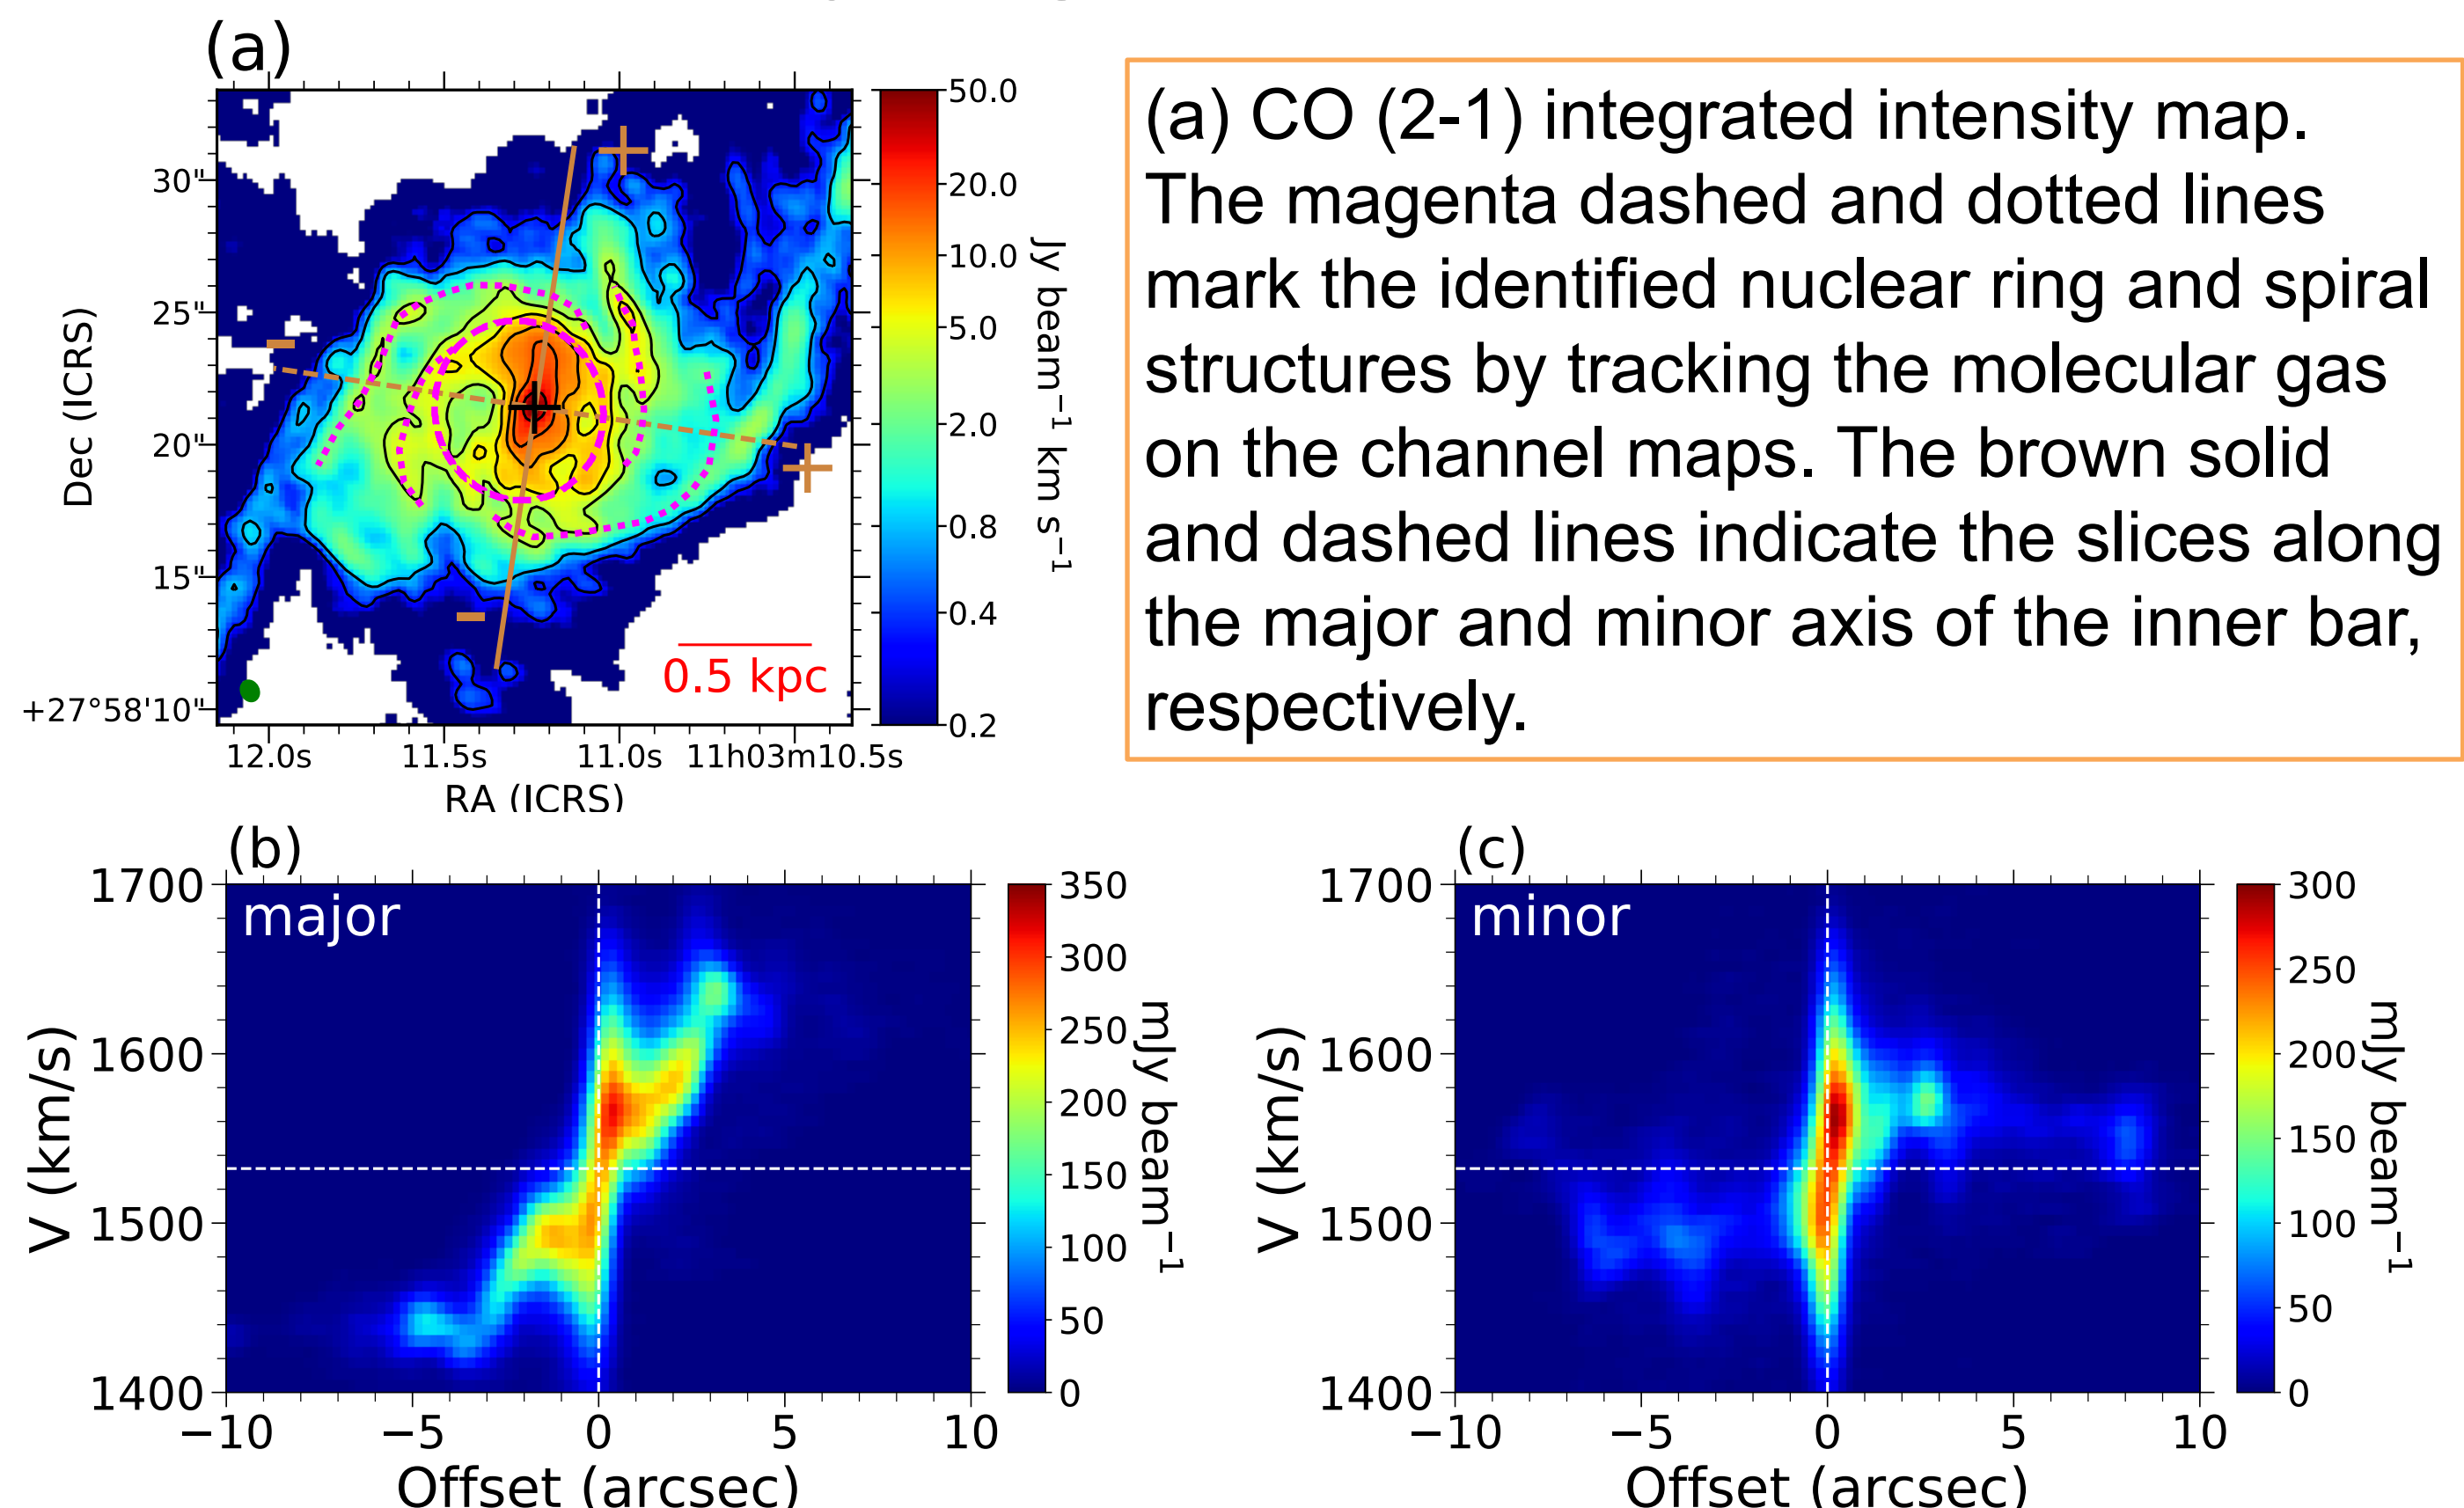 (a)
30"
25"
20"
15"
+27°58'10"
Dec (ICRS)
12.0s 11.5s 11.0s 11h03m10.5s
RA (ICRS)
0.5 kpc
50.0
20.0
10.0
5.0
2.0
0.8
0.4
0.2
Jy beam⁻¹ km s⁻¹
(a) CO (2-1) integrated intensity map.
The magenta dashed and dotted lines
mark the identified nuclear ring and spiral
structures by tracking the molecular gas
on the channel maps. The brown solid
and dashed lines indicate the slices along
the major and minor axis of the inner bar,
respectively.
(b)
major
1700
1600
1500
1400
V (km/s)
−10 −5 0 5 10
Offset (arcsec)
350
300
250
200
150
100
50
0
mJy beam⁻¹
(c)
minor
1700
1600
1500
1400
V (km/s)
−10 −5 0 5 10
Offset (arcsec)
300
250
200
150
100
50
0
mJy beam⁻¹